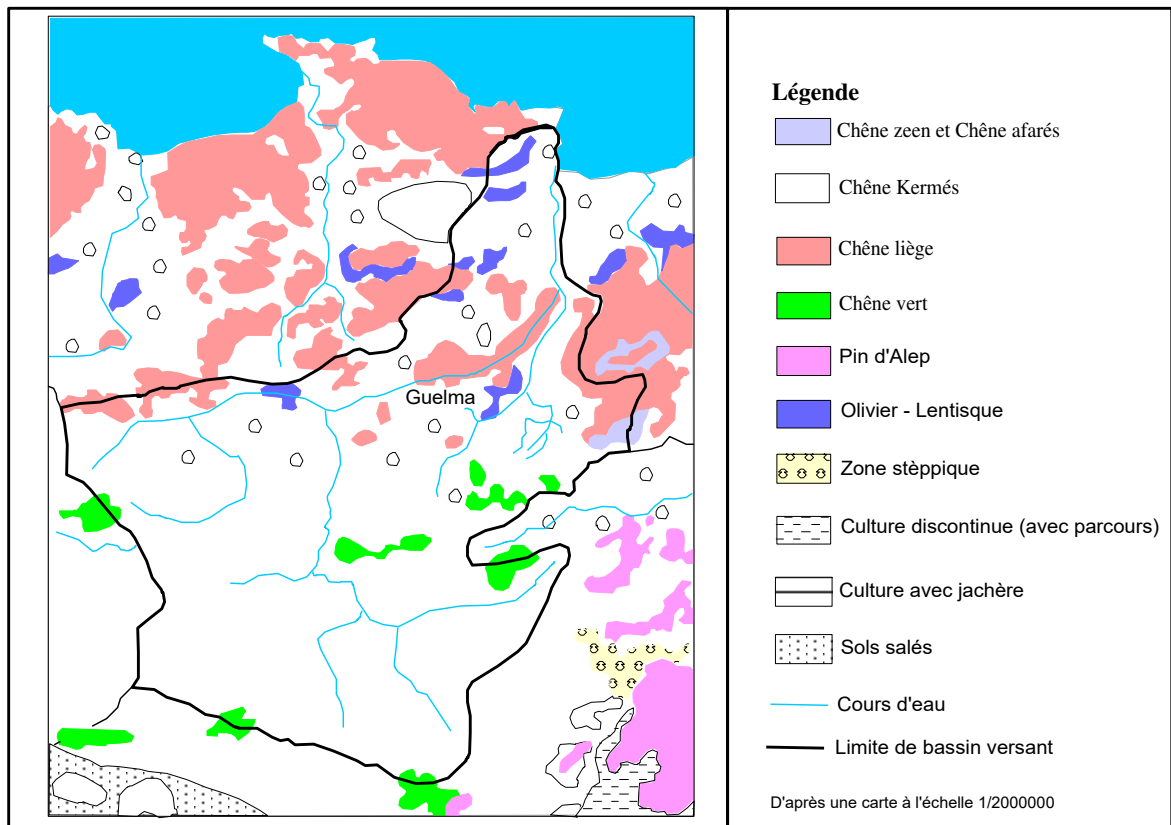 Guelma
Légende
Chêne zeen et Chêne afarés
Chêne Kermés
Chêne liège
Chêne vert
Pin d'Alep
Olivier - Lentisque
Zone stèppique
Culture discontinue (avec parcours)
Culture avec jachère
Sols salés
Cours d'eau
Limite de bassin versant
D'après une carte à l'échelle 1/2000000